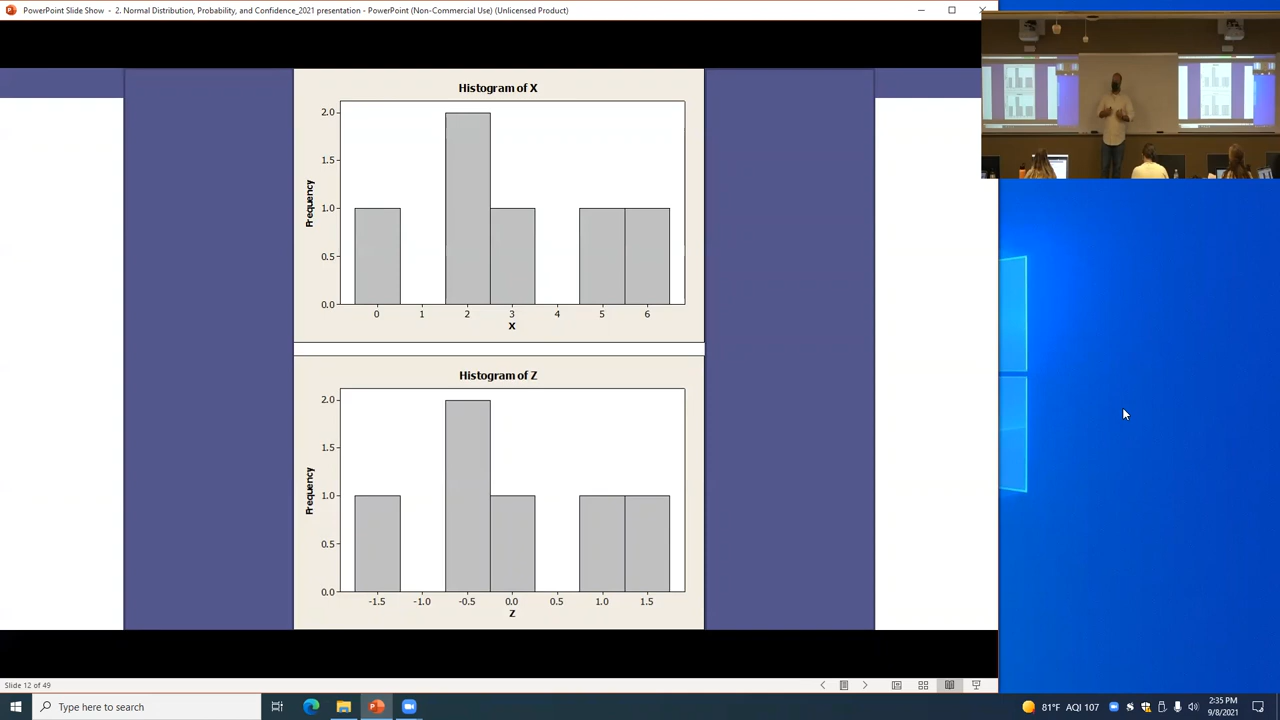 PowerPoint Slide Show - 2. Normal Distribution, Probability, and Confidence_2021 presentation - PowerPoint (Non-Commercial Use) (Unlicensed Product)
Histogram of X
2.0
1.5
1.0
0.5
0.0
Frequency
0 1 2 3 4 5 6
X
Histogram of Z
2.0
1.5
1.0
0.5
0.0
Frequency
-1.5 -1.0 -0.5 0.0 0.5 1.0 1.5
Z
Slide 12 of 49
Type here to search
81°F AQI 107
2:35 PM
9/8/2021